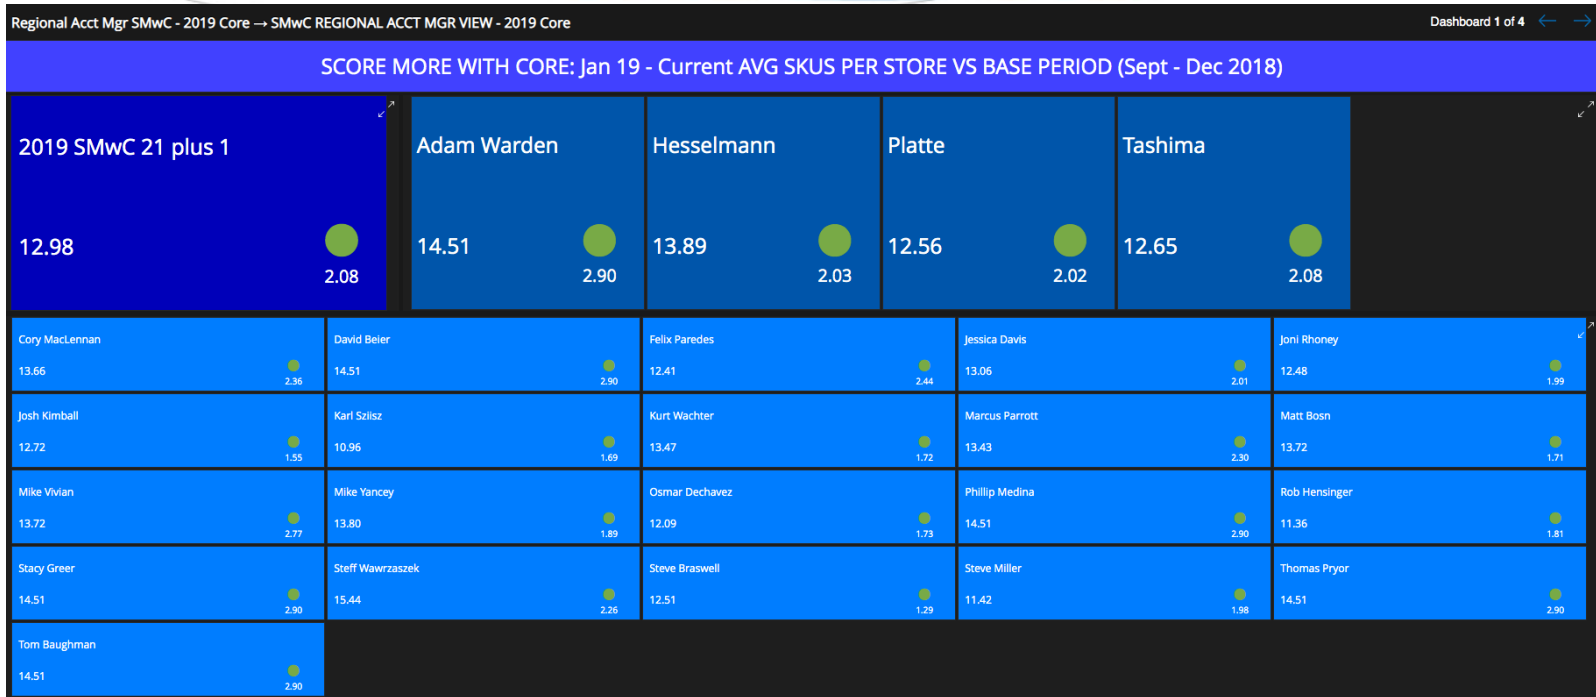 Regional Acct Mgr SMwC - 2019 Core → SMwC REGIONAL ACCT MGR VIEW - 2019 Core
Dashboard 1 of 4 ← →
SCORE MORE WITH CORE: Jan 19 - Current AVG SKUS PER STORE VS BASE PERIOD (Sept - Dec 2018)
2019 SMwC 21 plus 1
12.98
2.08
Adam Warden
14.51
2.90
Hesselmann
13.89
2.03
Platte
12.56
2.02
Tashima
12.65
2.08
Cory MacLennan
13.66
2.36
David Beier
14.51
2.90
Felix Paredes
12.41
2.44
Jessica Davis
13.06
2.01
Joni Rhoney
12.48
1.99
Josh Kimball
12.72
1.55
Karl Sziisz
10.96
1.69
Kurt Wachter
13.47
1.72
Marcus Parrott
13.43
2.30
Matt Bosn
13.72
1.71
Mike Vivian
13.72
2.77
Mike Yancey
13.80
1.89
Osmar Dechavez
12.09
1.73
Phillip Medina
14.51
2.90
Rob Hensinger
11.36
1.81
Stacy Greer
14.51
2.90
Steff Wawrzaszek
15.44
2.26
Steve Braswell
12.51
1.29
Steve Miller
11.42
1.98
Thomas Pryor
14.51
2.90
Tom Baughman
14.51
2.90